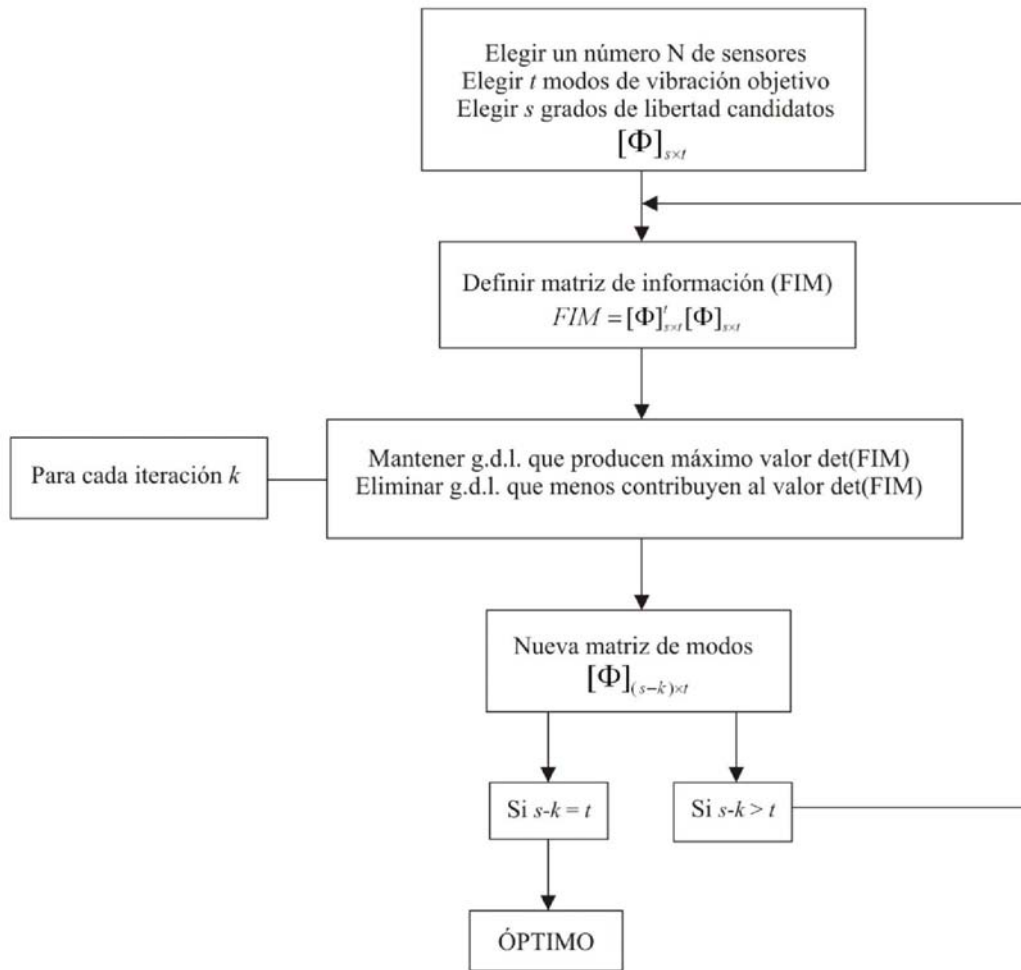 Elegir un número N de sensores
Elegir t modos de vibración objetivo
Elegir s grados de libertad candidatos
[Φ]s×t
Definir matriz de información (FIM)
FIM = [Φ]ᵗs×t [Φ]s×t
Para cada iteración k
Mantener g.d.l. que producen máximo valor det(FIM)
Eliminar g.d.l. que menos contribuyen al valor det(FIM)
Nueva matriz de modos
[Φ](s−k)×t
Si s-k = t
Si s-k > t
ÓPTIMO